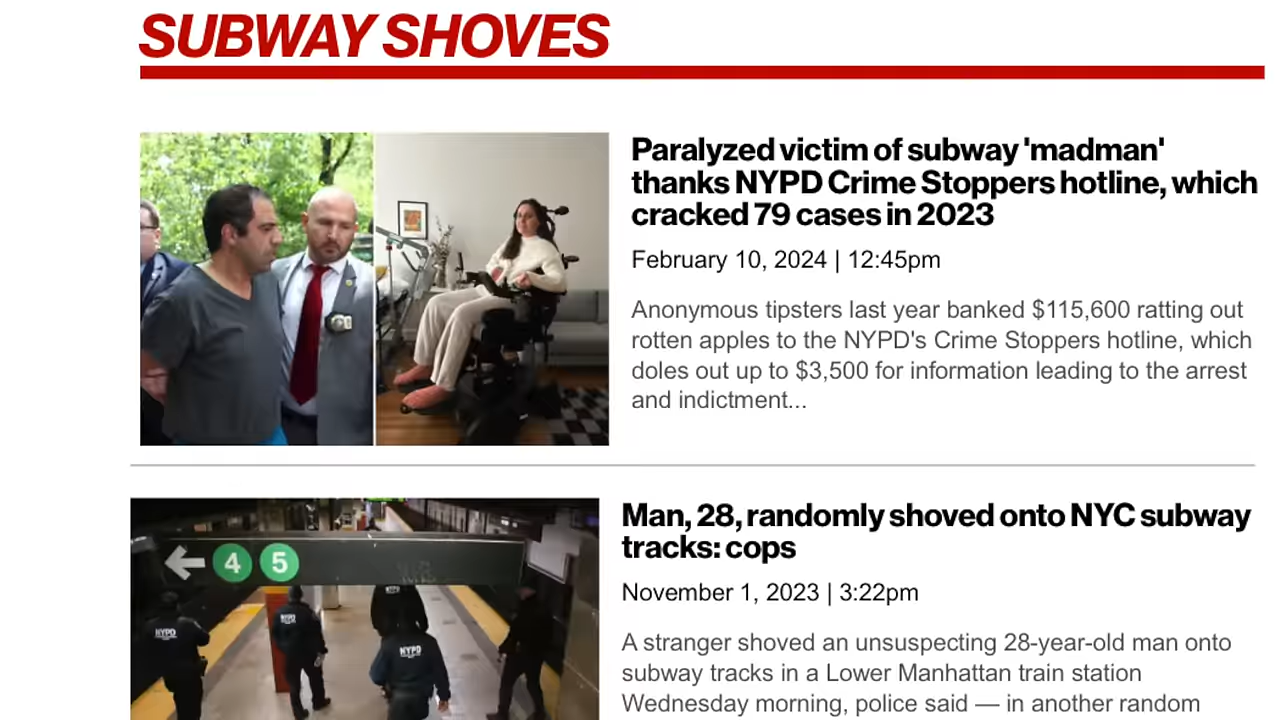 SUBWAY SHOVES
Paralyzed victim of subway 'madman'
thanks NYPD Crime Stoppers hotline, which
cracked 79 cases in 2023
February 10, 2024 | 12:45pm
Anonymous tipsters last year banked $115,600 ratting out
rotten apples to the NYPD's Crime Stoppers hotline, which
doles out up to $3,500 for information leading to the arrest
and indictment...
4 5
NYPD
NYPD
NYPD
NYPD
Man, 28, randomly shoved onto NYC subway
tracks: cops
November 1, 2023 | 3:22pm
A stranger shoved an unsuspecting 28-year-old man onto
subway tracks in a Lower Manhattan train station
Wednesday morning, police said — in another random